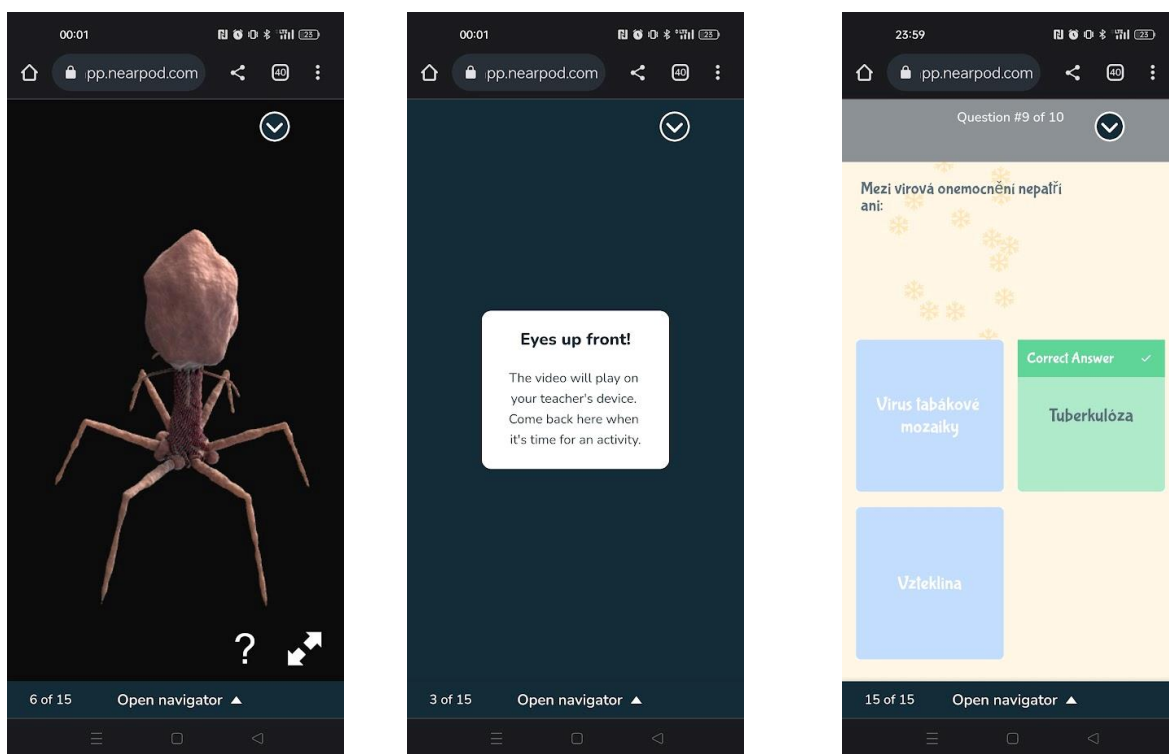 00:01
23
pp.nearpod.com
40
?
6 of 15
Open navigator
00:01
23
pp.nearpod.com
40
Eyes up front!
The video will play on
your teacher's device.
Come back here when
it's time for an activity.
3 of 15
Open navigator
23:59
23
pp.nearpod.com
40
Question #9 of 10
Mezi virová onemocnění nepatří
ani:
Correct Answer
Virus tabákové
mozaiky
Tuberkulóza
Vzteklina
15 of 15
Open navigator